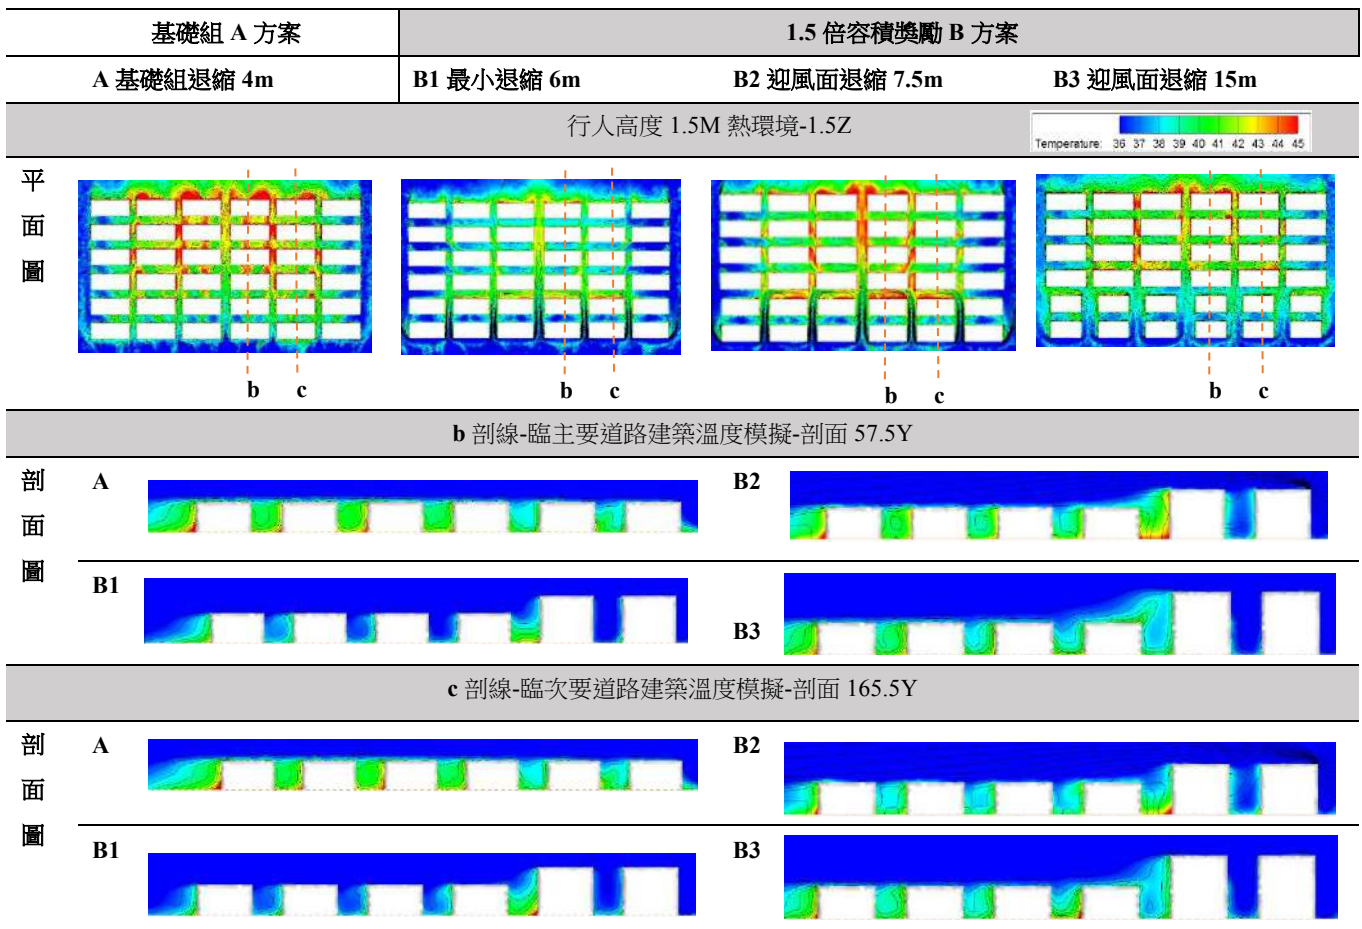 基礎組 A 方案 1.5 倍容積獎勵 B 方案
A 基礎組退縮 4m B1 最小退縮 6m B2 迎風面退縮 7.5m B3 迎風面退縮 15m
行人高度 1.5M 熱環境-1.5Z
Temperature: 36 37 38 39 40 41 42 43 44 45
平面圖
b c b c b c b c
b 剖線-臨主要道路建築溫度模擬-剖面 57.5Y
剖面圖
A B2
B1 B3
c 剖線-臨次要道路建築溫度模擬-剖面 165.5Y
剖面圖
A B2
B1 B3